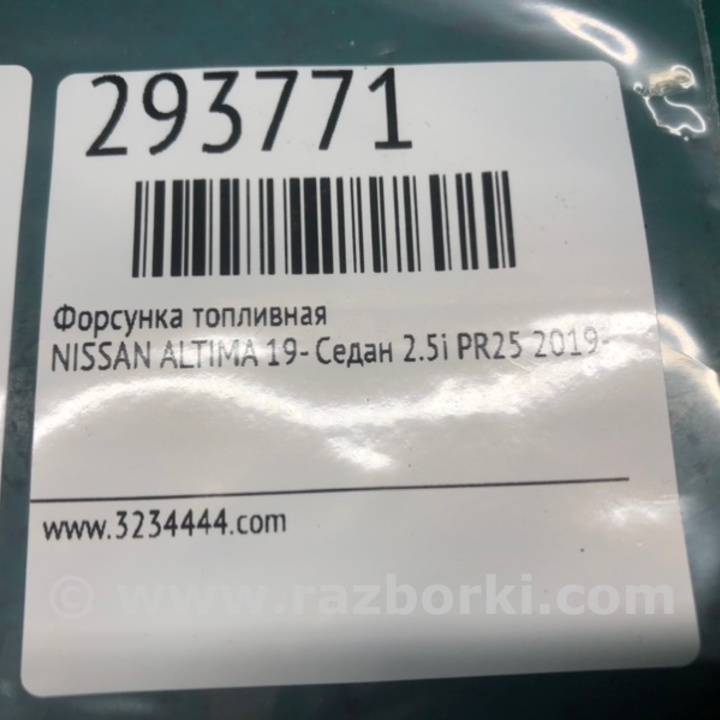 293771
Форсунка топливная
NISSAN ALTIMA 19- Седан 2.5i PR25 2019-
www.3234444.com
© www.razborki.com